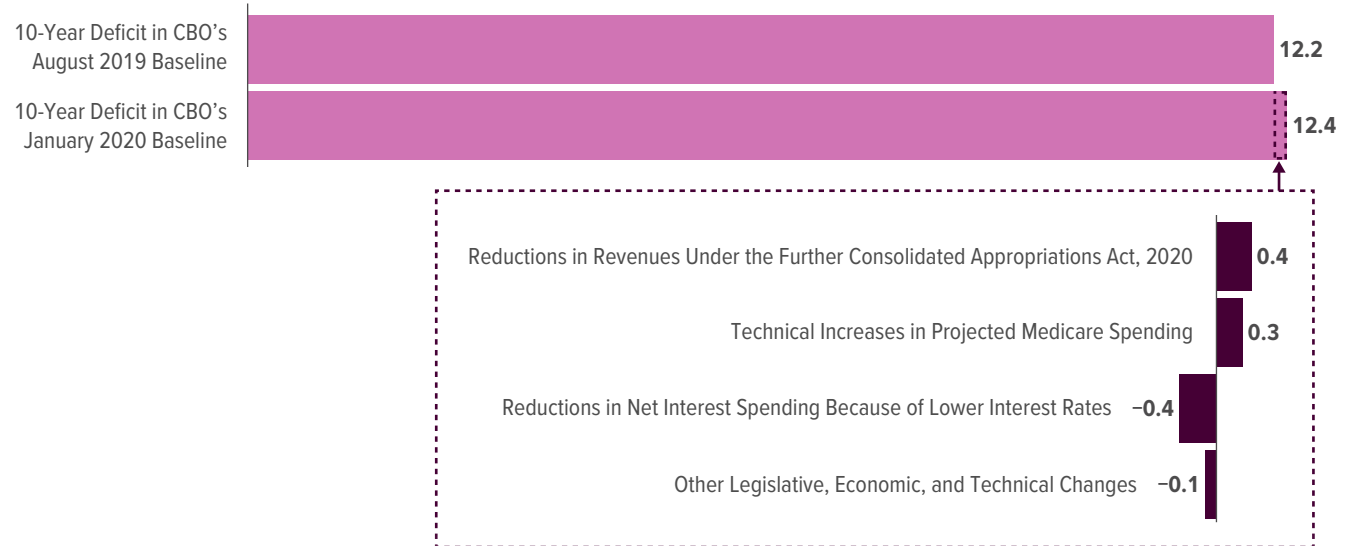 10-Year Deficit in CBO’s
August 2019 Baseline
12.2
10-Year Deficit in CBO’s
January 2020 Baseline
12.4
Reductions in Revenues Under the Further Consolidated Appropriations Act, 2020
0.4
Technical Increases in Projected Medicare Spending
0.3
Reductions in Net Interest Spending Because of Lower Interest Rates
−0.4
Other Legislative, Economic, and Technical Changes
−0.1